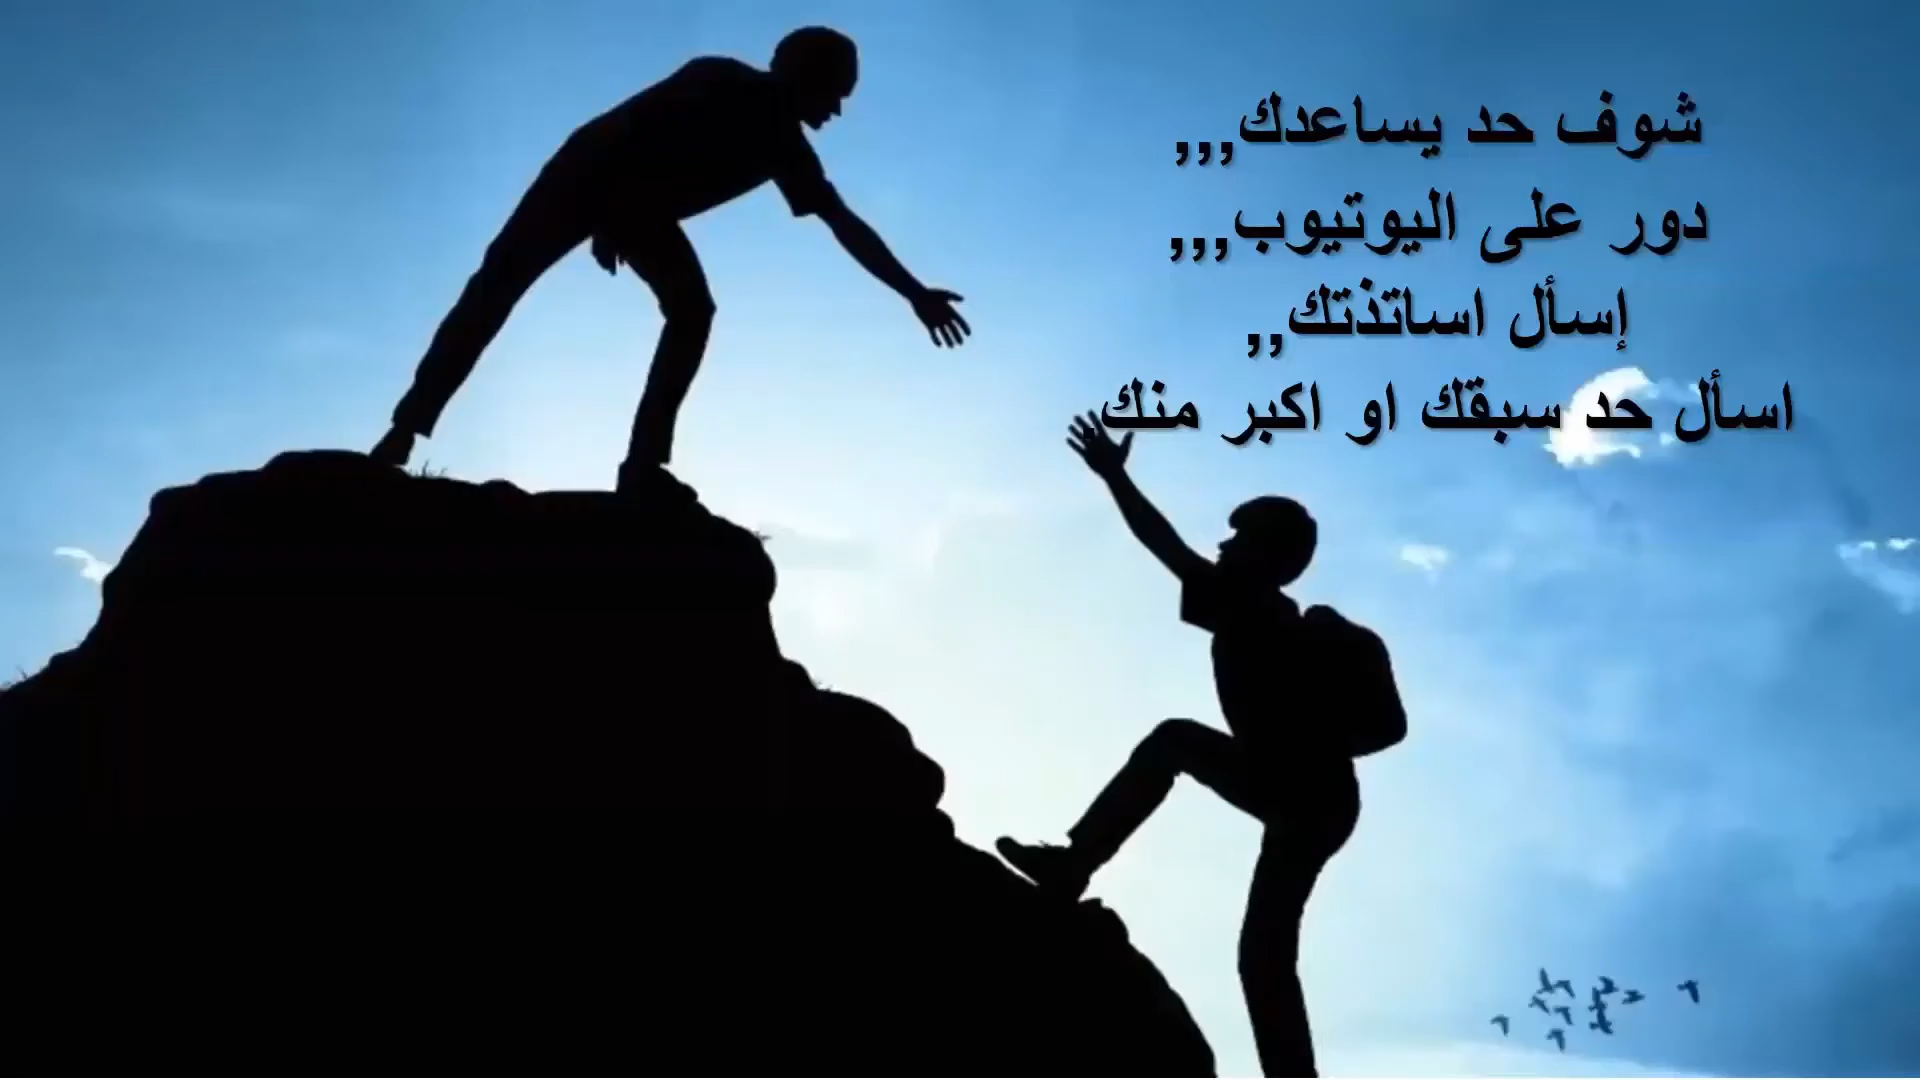 شوف حد يساعدك,,,
دور على اليوتيوب,,,
إسأل اساتذتك,,
اسأل حد سبقك او اكبر منك